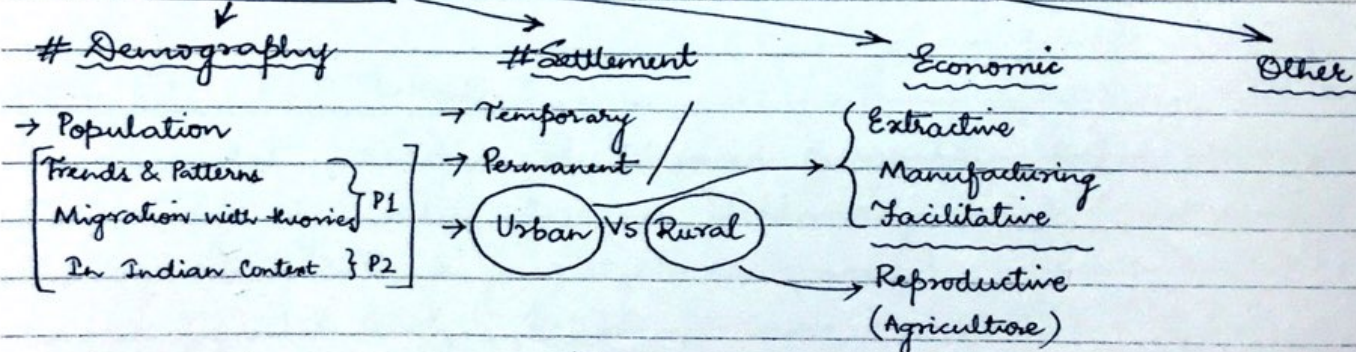 # Demography
→ Population
Trends & Patterns
Migration with theories } P1
In Indian Context } P2
# Settlement
→ Temporary
→ Permanent
→ Urban Vs Rural
Economic
Extractive
Manufacturing
Facilitative
Reproductive
(Agriculture)
Other